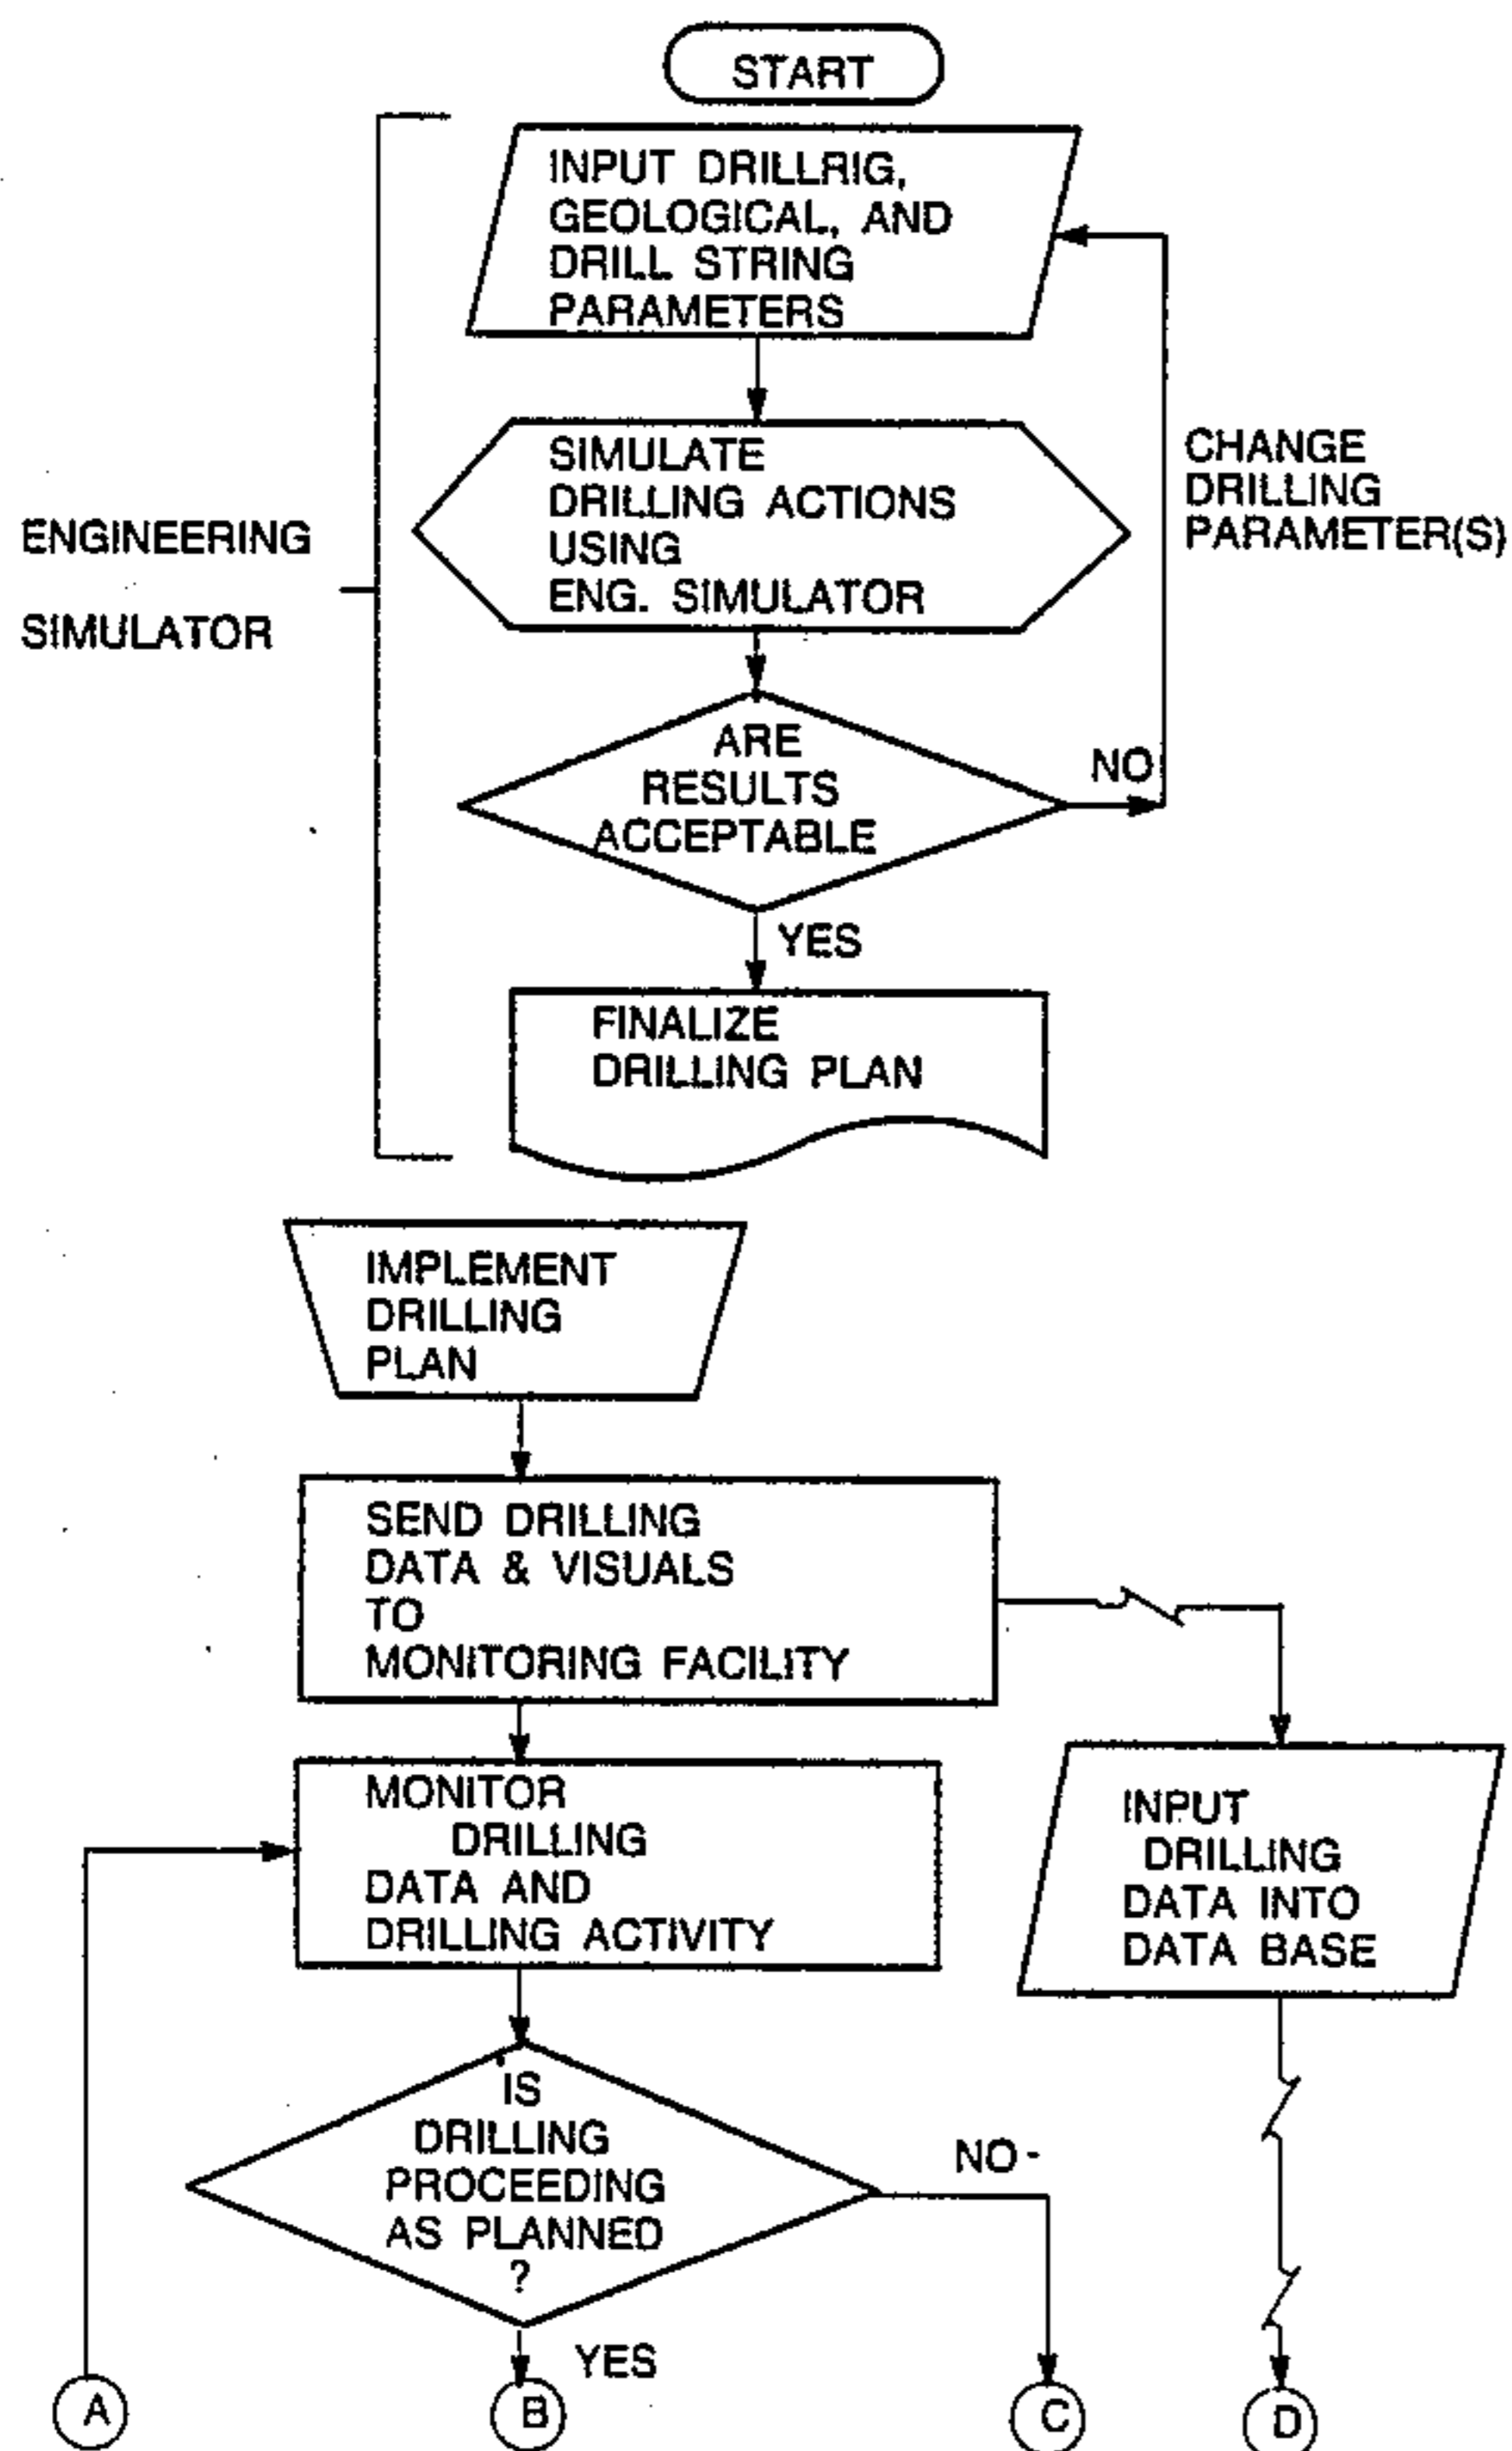 START
INPUT DRILLRIG,
GEOLOGICAL, AND
DRILL STRING
PARAMETERS
SIMULATE
DRILLING ACTIONS
USING
ENG. SIMULATOR
CHANGE
DRILLING
PARAMETER(S)
ENGINEERING
SIMULATOR
ARE
RESULTS
ACCEPTABLE
NO
YES
FINALIZE
DRILLING PLAN
IMPLEMENT
DRILLING
PLAN
SEND DRILLING
DATA & VISUALS
TO
MONITORING FACILITY
MONITOR
DRILLING
DATA AND
DRILLING ACTIVITY
INPUT
DRILLING
DATA INTO
DATA BASE
IS
DRILLING
PROCEEDING
AS PLANNED
?
NO -
YES
A
B
C
D